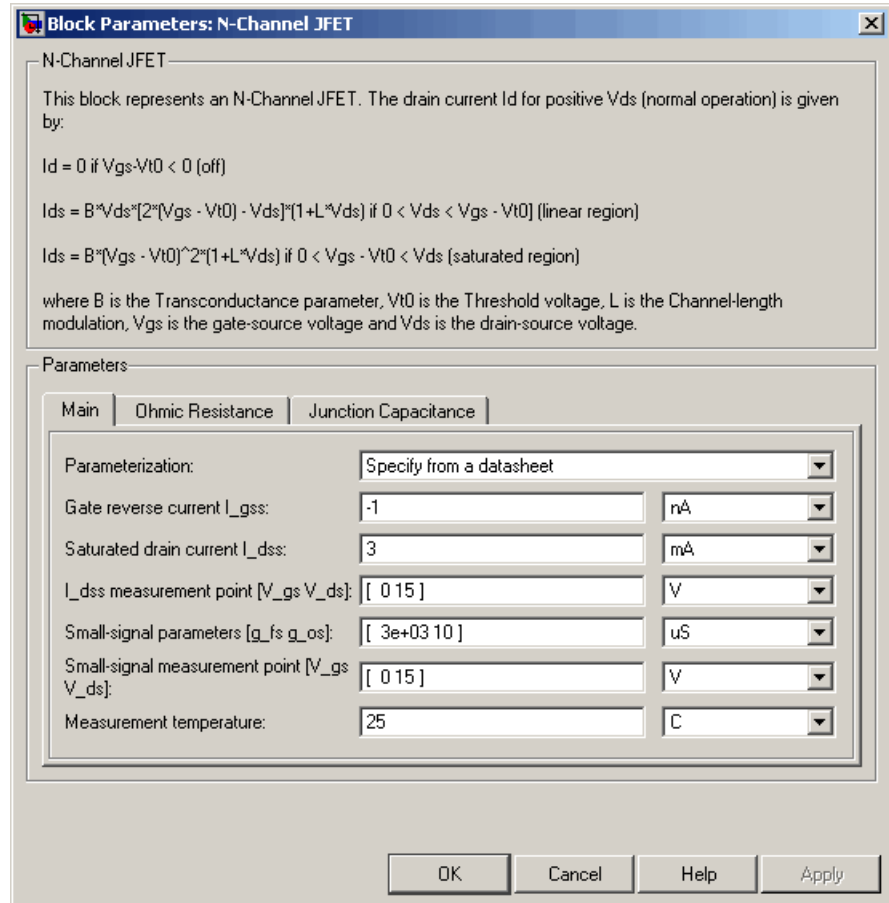 Block Parameters: N-Channel JFET
N-Channel JFET
This block represents an N-Channel JFET. The drain current Id for positive Vds (normal operation) is given
by:
Id = 0 if Vgs-Vt0 < 0 (off)
Ids = B*Vds*[2*(Vgs - Vt0) - Vds]*(1+L*Vds) if 0 < Vds < Vgs - Vt0] (linear region)
Ids = B*(Vgs - Vt0)^2*(1+L*Vds) if 0 < Vgs - Vt0 < Vds (saturated region)
where B is the Transconductance parameter, Vt0 is the Threshold voltage, L is the Channel-length
modulation, Vgs is the gate-source voltage and Vds is the drain-source voltage.
Parameters
Main Ohmic Resistance Junction Capacitance
Parameterization: Specify from a datasheet
Gate reverse current I_gss: -1 nA
Saturated drain current I_dss: 3 mA
I_dss measurement point [V_gs V_ds]: [ 0 15 ] V
Small-signal parameters [g_fs g_os]: [ 3e+03 10 ] uS
Small-signal measurement point [V_gs
V_ds]: [ 0 15 ] V
Measurement temperature: 25 C
OK Cancel Help Apply